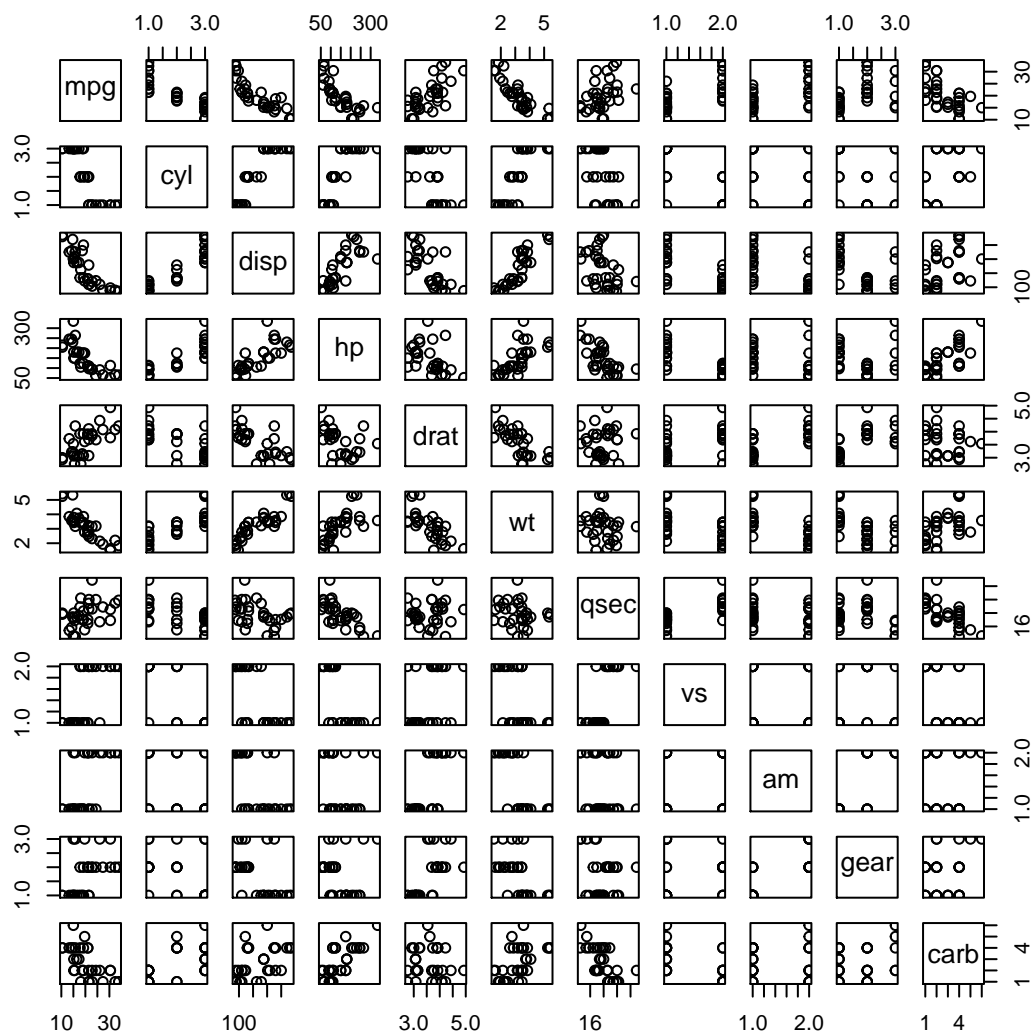 1.0 3.0 50 300 2 5 1.0 2.0 1.0 3.0
mpg 10 30
1.0 3.0 cyl
disp 100
50 300 hp
drat 3.0 5.0
2 5 wt
qsec 16
1.0 2.0 vs
am 1.0 2.0
1.0 3.0 gear
carb 1 4
10 30 100 3.0 5.0 16 1.0 2.0 1 4